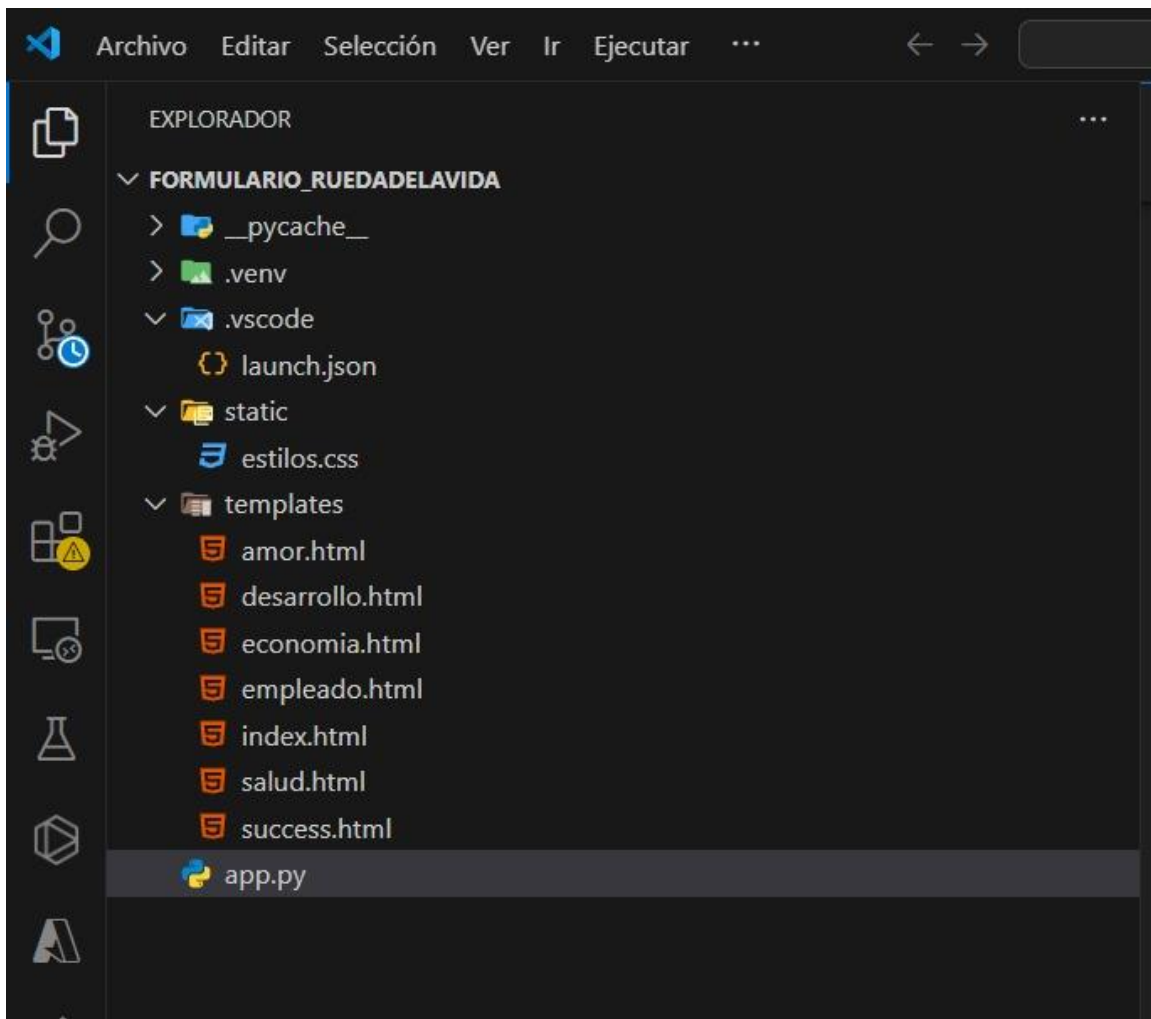 Archivo Editar Selección Ver Ir Ejecutar ···
EXPLORADOR ···
FORMULARIO_RUEDADELAVIDA
__pycache__
.venv
.vscode
{} launch.json
static
estilos.css
templates
amor.html
desarrollo.html
economia.html
empleado.html
index.html
salud.html
success.html
app.py